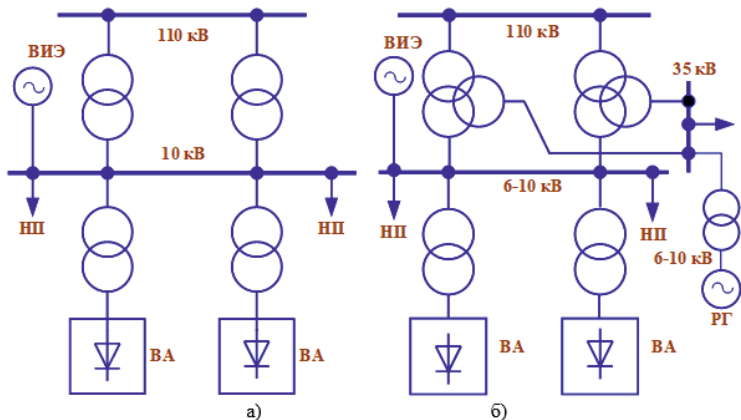 110 кВ
ВИЭ
10 кВ
НП
НП
ВА
ВА
а)
110 кВ
ВИЭ
35 кВ
6-10 кВ
НП
НП
6-10 кВ
РГ
ВА
ВА
б)